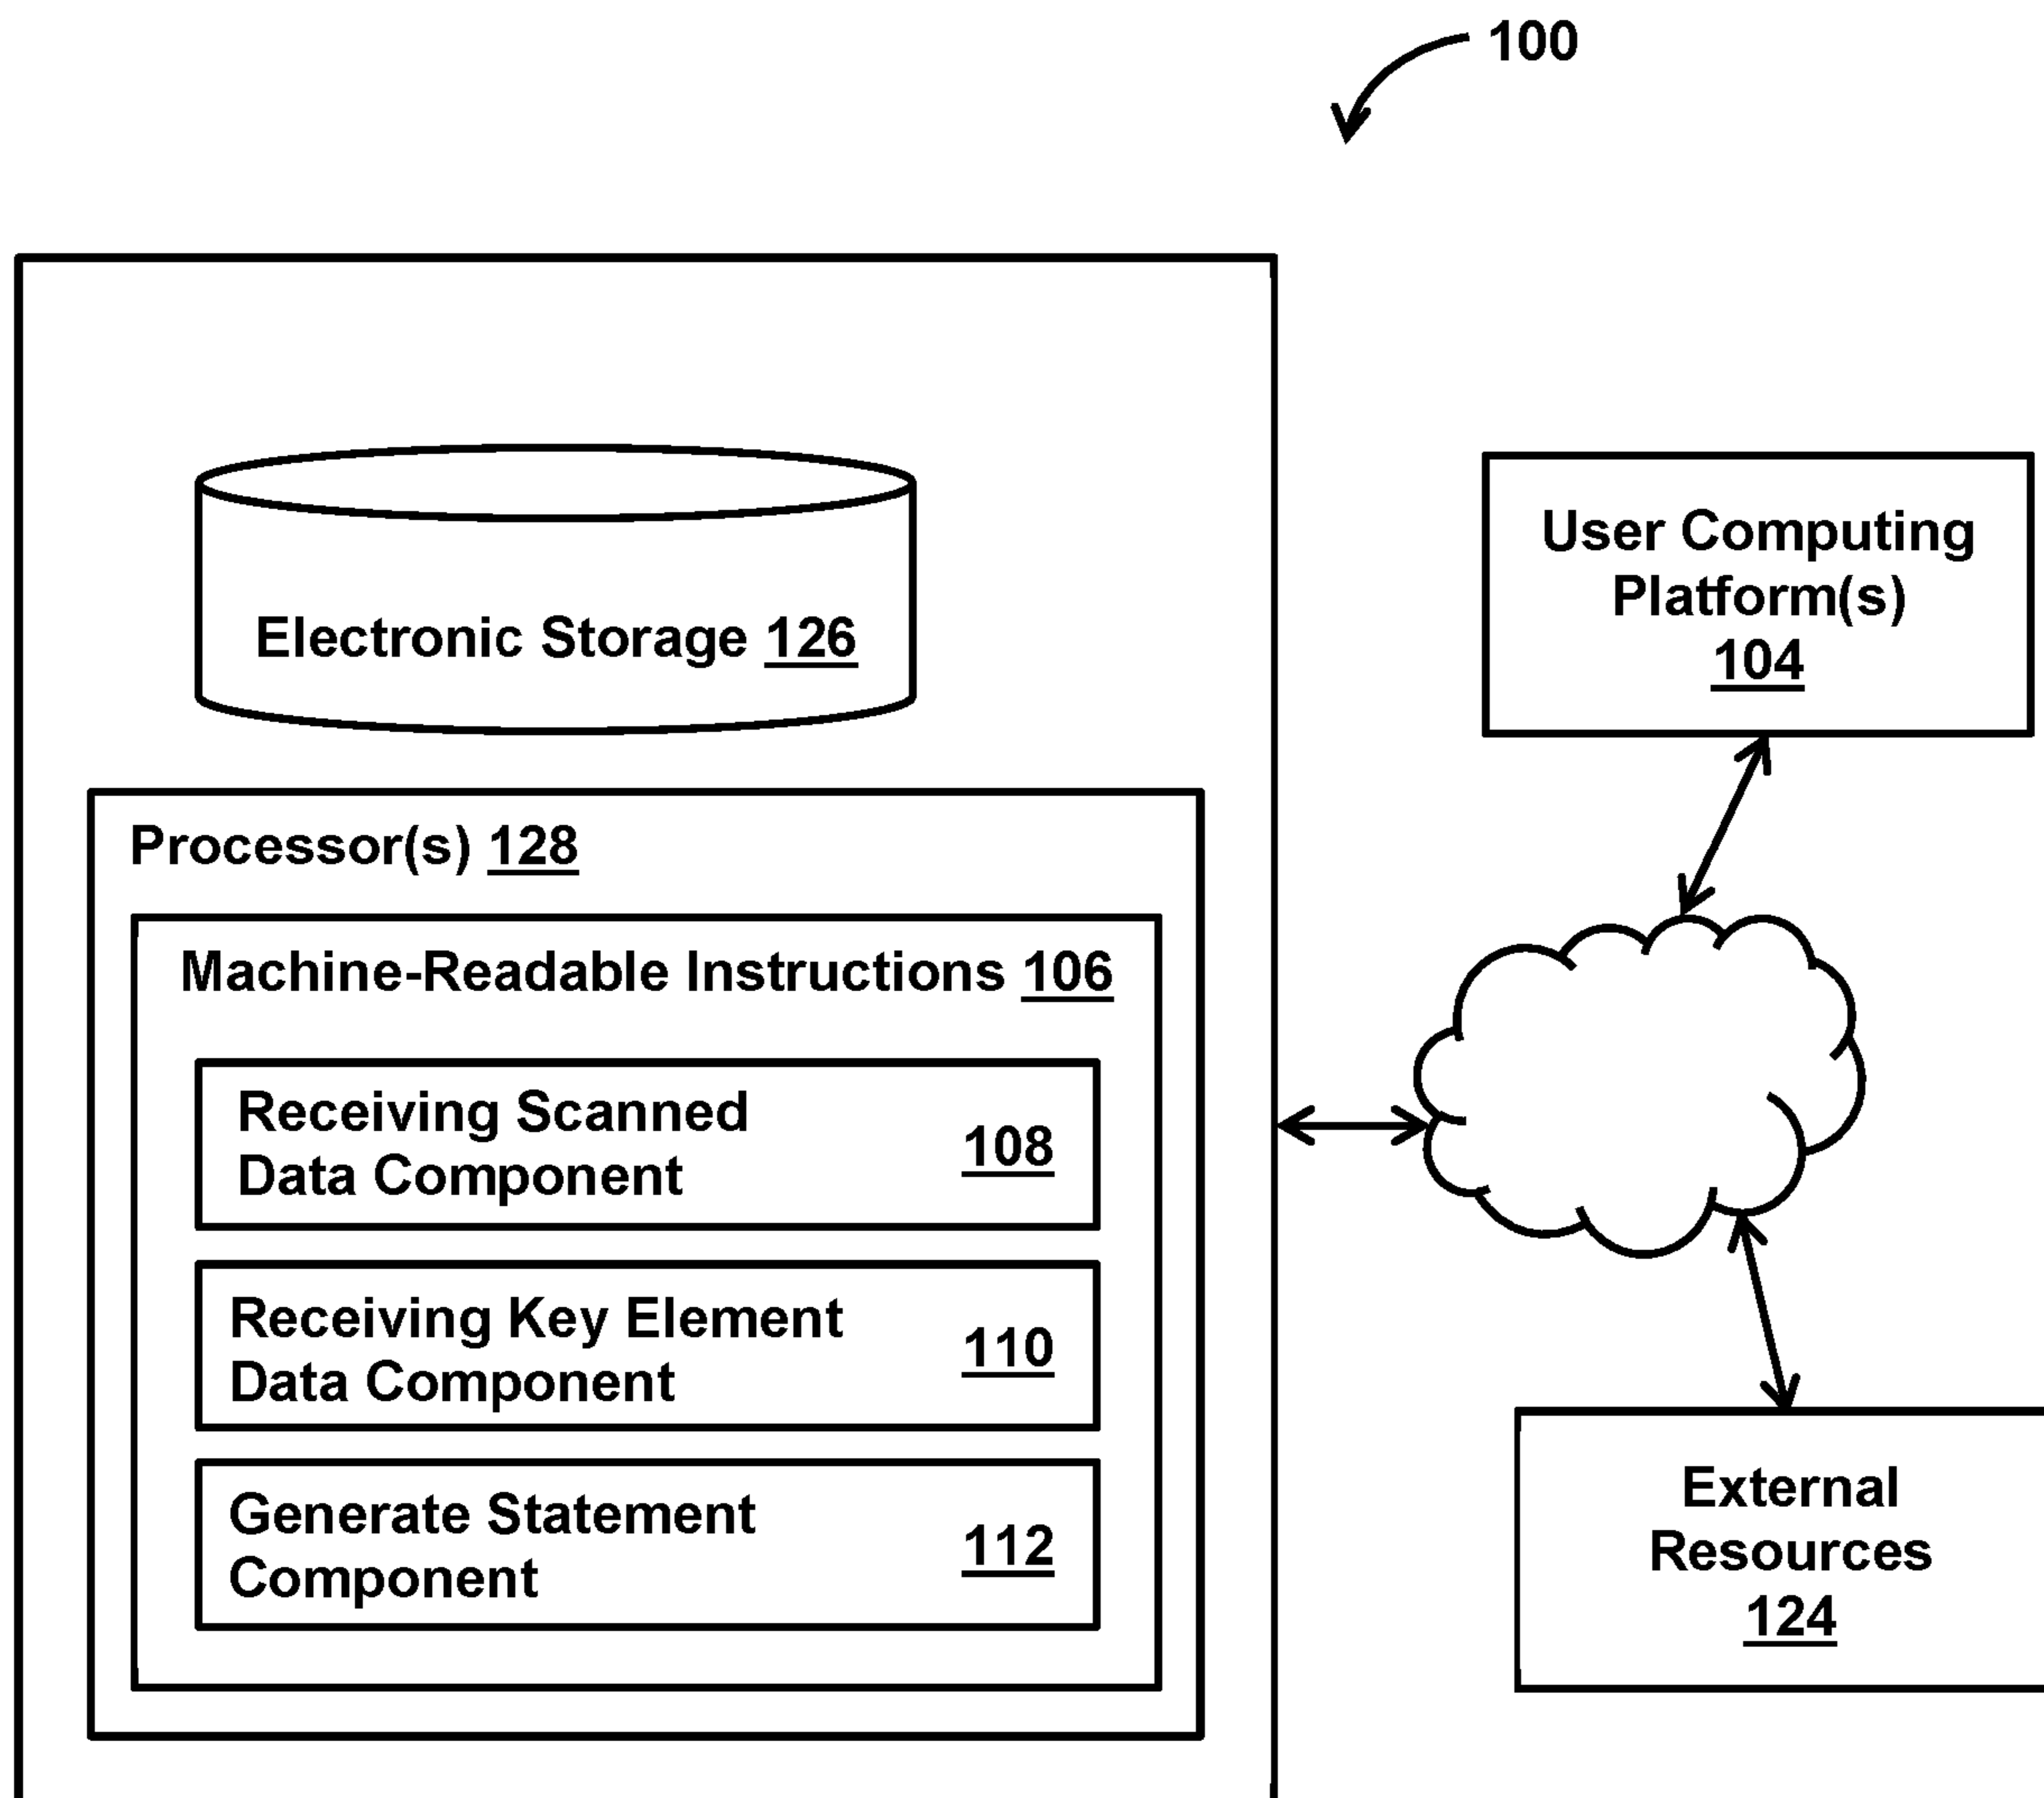 100
Electronic Storage 126
User Computing
Platform(s)
104
Processor(s) 128
Machine-Readable Instructions 106
Receiving Scanned
Data Component
108
Receiving Key Element
Data Component
110
Generate Statement
Component
112
External
Resources
124